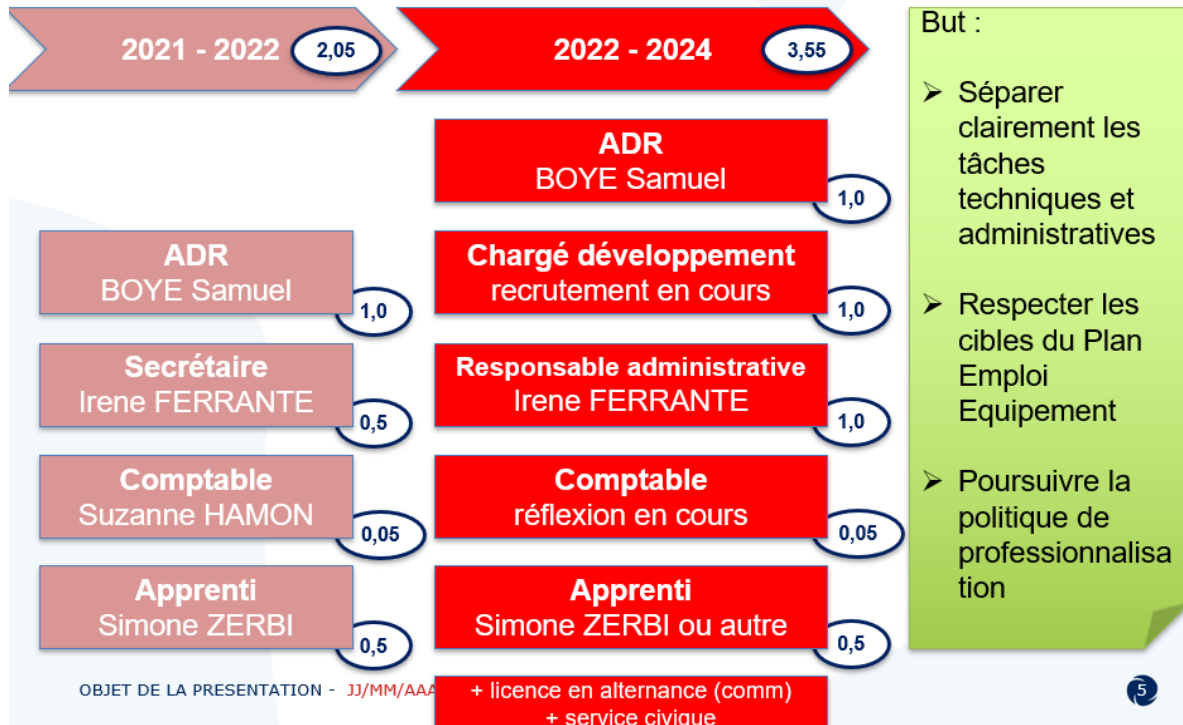 2021 - 2022
2,05
2022 - 2024
3,55
ADR
BOYE Samuel
1,0
Secrétaire
Irene FERRANTE
0,5
Comptable
Suzanne HAMON
0,05
Apprenti
Simone ZERBI
0,5
ADR
BOYE Samuel
1,0
Chargé développement
recrutement en cours
1,0
Responsable administrative
Irene FERRANTE
1,0
Comptable
réflexion en cours
0,05
Apprenti
Simone ZERBI ou autre
0,5
+ licence en alternance (comm)
+ service civique
But :
➤ Séparer
clairement les
tâches
techniques et
administratives
➤ Respecter les
cibles du Plan
Emploi
Equipement
➤ Poursuivre la
politique de
professionnalisa
tion
OBJET DE LA PRESENTATION - JJ/MM/AAA
5